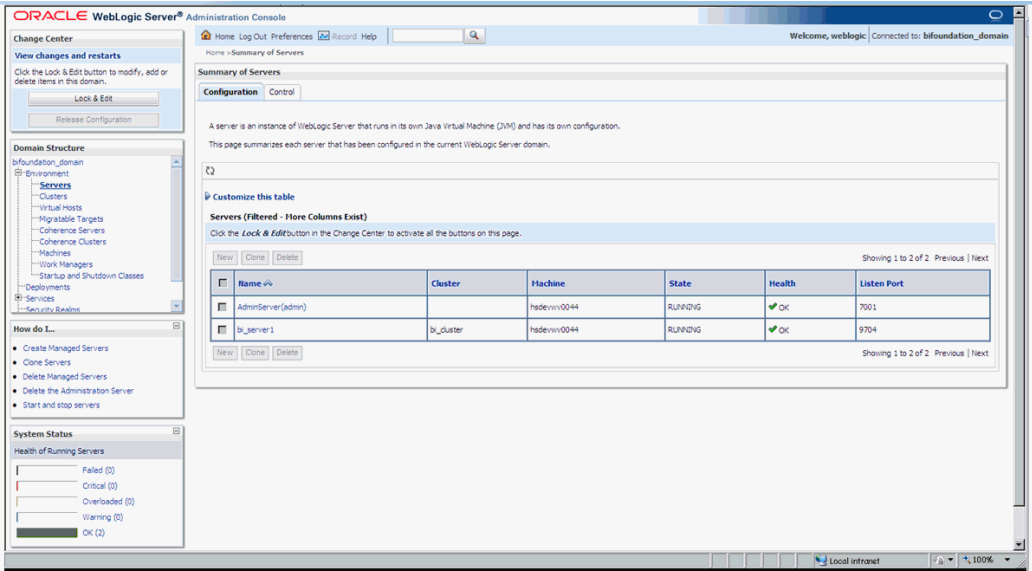 ORACLE WebLogic Server® Administration Console
Change Center
View changes and restarts
Click the Lock & Edit button to modify, add or
delete items in this domain.
Lock & Edit
Release Configuration
Domain Structure
bifoundation_domain
Environment
Servers
Clusters
Virtual Hosts
Migratable Targets
Coherence Servers
Coherence Clusters
Machines
Work Managers
Startup and Shutdown Classes
Deployments
Services
Security Realms
How do I...
Create Managed Servers
Clone Servers
Delete Managed Servers
Delete the Administration Server
Start and stop servers
System Status
Health of Running Servers
Failed (0)
Critical (0)
Overloaded (0)
Warning (0)
OK (2)
Home Log Out Preferences Record Help
Welcome, weblogic Connected to: bifoundation_domain
Home >Summary of Servers
Summary of Servers
Configuration Control
A server is an instance of WebLogic Server that runs in its own Java Virtual Machine (JVM) and has its own configuration.
This page summarizes each server that has been configured in the current WebLogic Server domain.
Customize this table
Servers (Filtered - More Columns Exist)
Click the Lock & Edit button in the Change Center to activate all the buttons on this page.
New Clone Delete Showing 1 to 2 of 2 Previous | Next
Name Cluster Machine State Health Listen Port
AdminServer(admin) hsdevwv0044 RUNNING OK 7001
bi_server1 bi_cluster hsdevwv0044 RUNNING OK 9704
New Clone Delete Showing 1 to 2 of 2 Previous | Next
Local intranet 100%